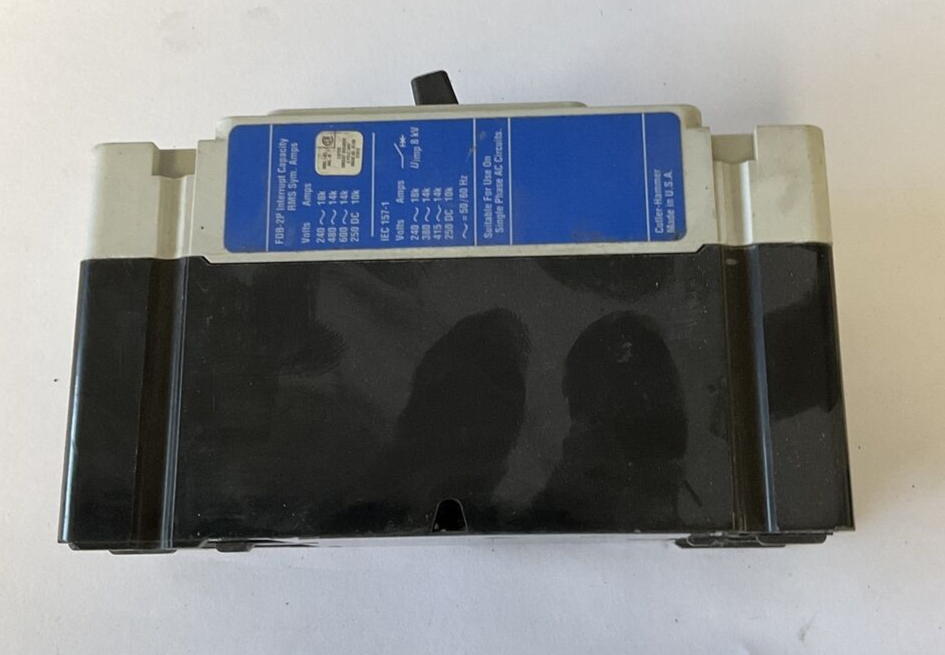 FDB-2P Interrupt Capacity
RMS Sym. Amps
Volts Amps
240 ~ 18k
480 ~ 14k
600 ~ 14k
250 DC 10k
IEC 157-1
Uimp 8 kV
Volts Amps
240 ~ 18k
380 ~ 14k
415 ~ 14k
250 DC 10k
~ = 50/60 Hz
Suitable For Use On
Single Phase AC Circuits.
Cutler-Hammer
Made in U.S.A.